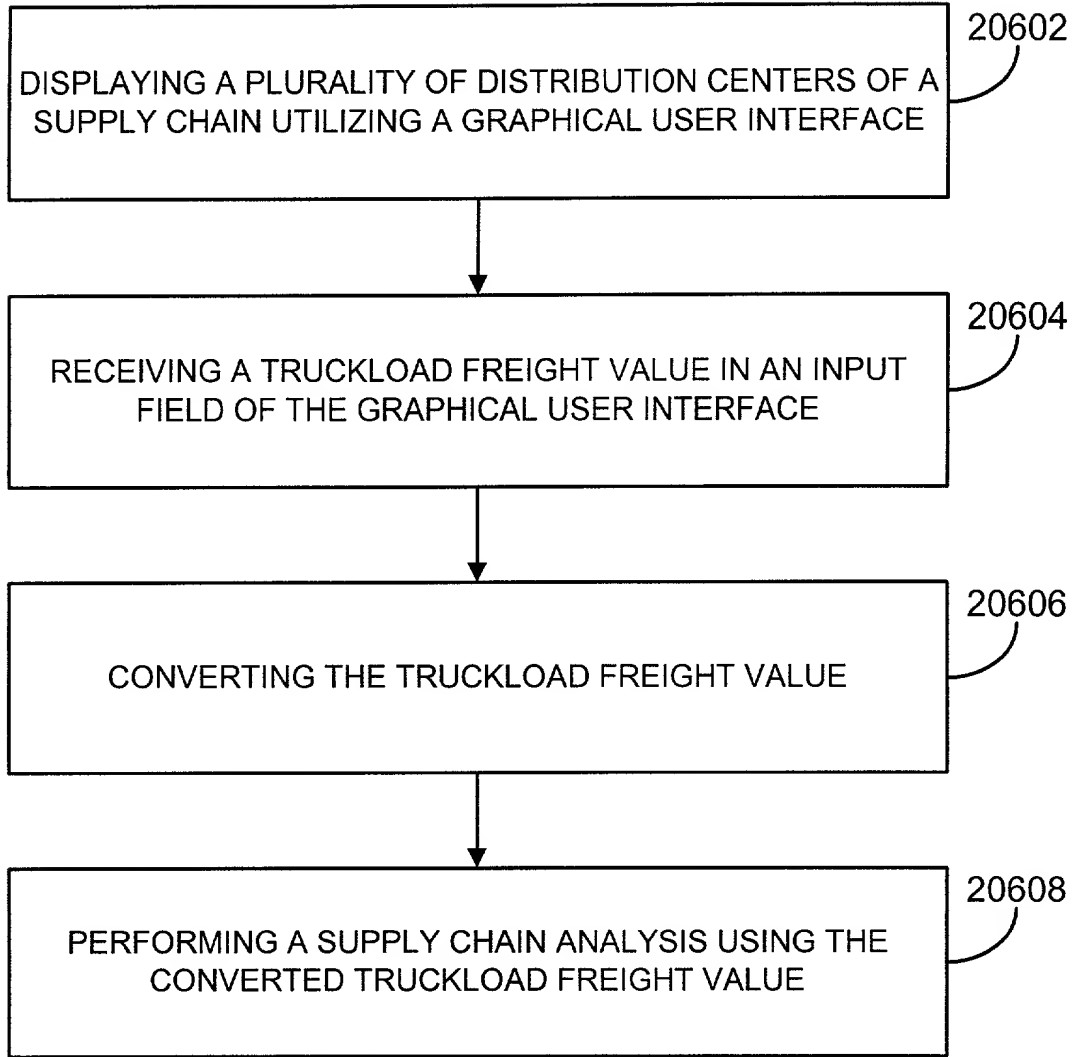 20602
DISPLAYING A PLURALITY OF DISTRIBUTION CENTERS OF A
SUPPLY CHAIN UTILIZING A GRAPHICAL USER INTERFACE
20604
RECEIVING A TRUCKLOAD FREIGHT VALUE IN AN INPUT
FIELD OF THE GRAPHICAL USER INTERFACE
20606
CONVERTING THE TRUCKLOAD FREIGHT VALUE
20608
PERFORMING A SUPPLY CHAIN ANALYSIS USING THE
CONVERTED TRUCKLOAD FREIGHT VALUE